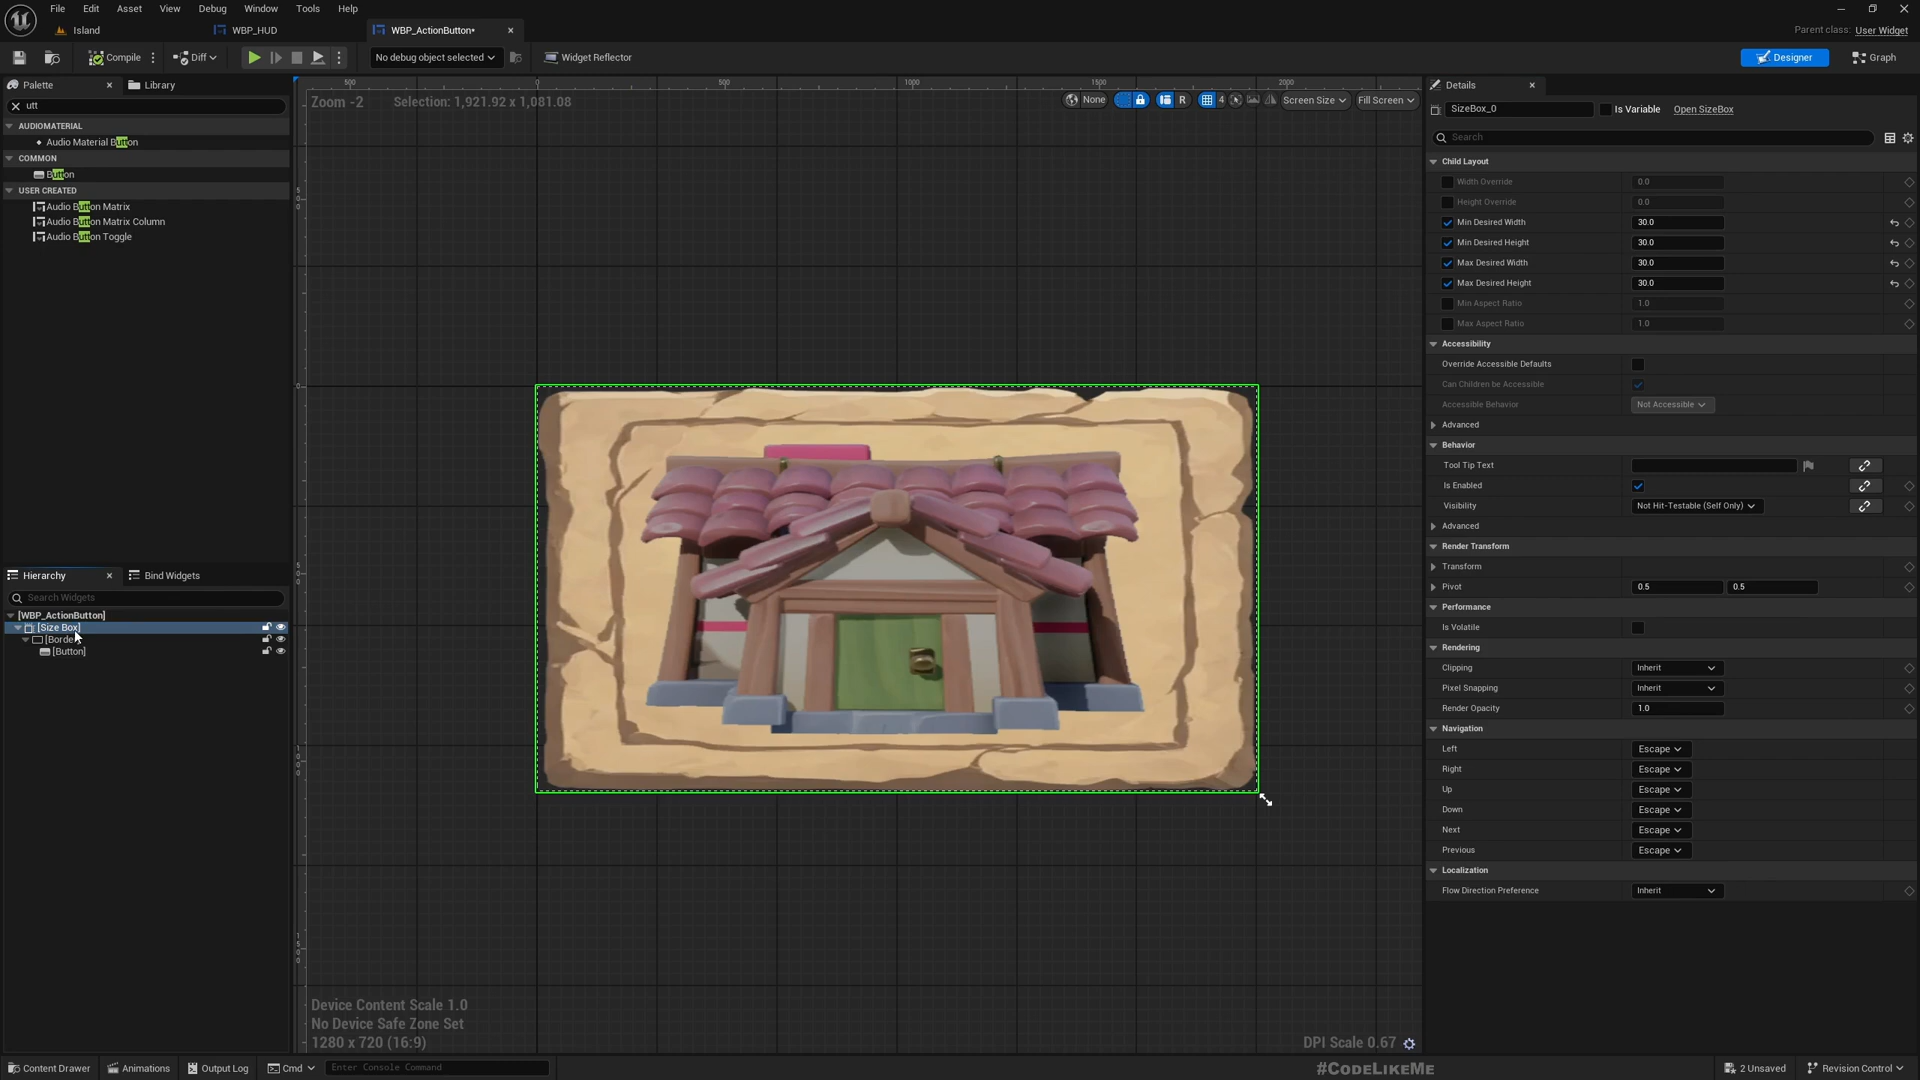 File Edit Asset View Debug Window Tools Help
Island WBP_HUD WBP_ActionButton•
Parent class: User Widget
Compile Diff No debug object selected Widget Reflector Designer Graph
Palette Library
utt
AUDIOMATERIAL
Audio Material Button
COMMON
Button
USER CREATED
Audio Button Matrix
Audio Button Matrix Column
Audio Button Toggle
Hierarchy Bind Widgets
Search Widgets
[WBP_ActionButton]
[Size Box]
[Borde
[Button]
500 0 500 1000 1500 2000
Zoom -2 Selection: 1,921.92 x 1,081.08
None R 4 Screen Size Fill Screen
Device Content Scale 1.0
No Device Safe Zone Set
1280 x 720 (16:9)
DPI Scale 0.67
Details
SizeBox_0 Is Variable Open SizeBox
Search
Child Layout
Width Override 0.0
Height Override 0.0
Min Desired Width 30.0
Min Desired Height 30.0
Max Desired Width 30.0
Max Desired Height 30.0
Min Aspect Ratio 1.0
Max Aspect Ratio 1.0
Accessibility
Override Accessible Defaults
Can Children be Accessible
Accessible Behavior Not Accessible
Advanced
Behavior
Tool Tip Text
Is Enabled
Visibility Not Hit-Testable (Self Only)
Advanced
Render Transform
Transform
Pivot 0.5 0.5
Performance
Is Volatile
Rendering
Clipping Inherit
Pixel Snapping Inherit
Render Opacity 1.0
Navigation
Left Escape
Right Escape
Up Escape
Down Escape
Next Escape
Previous Escape
Localization
Flow Direction Preference Inherit
Content Drawer Animations Output Log Cmd Enter Console Command
#CodeLikeMe
2 Unsaved Revision Control